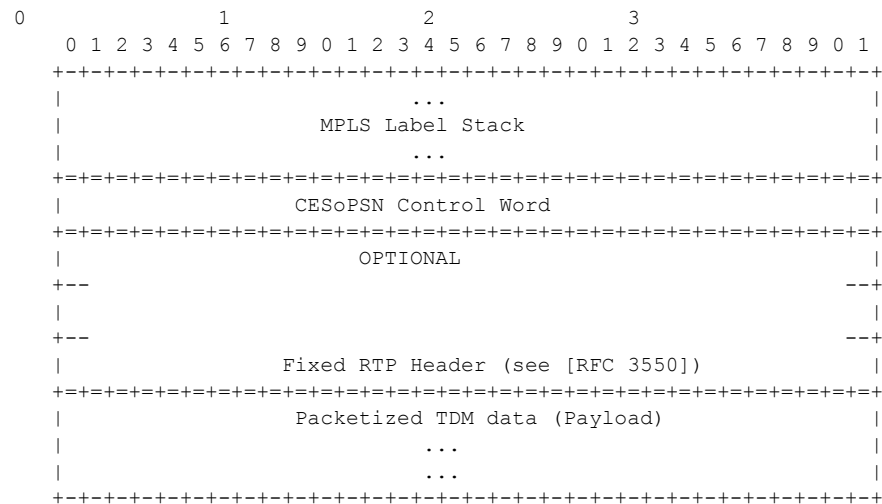 0                   1                   2                   3
    0 1 2 3 4 5 6 7 8 9 0 1 2 3 4 5 6 7 8 9 0 1 2 3 4 5 6 7 8 9 0 1
   +-+-+-+-+-+-+-+-+-+-+-+-+-+-+-+-+-+-+-+-+-+-+-+-+-+-+-+-+-+-+-+-+
   |                           ...                                 |
   |                    MPLS Label Stack                           |
   |                           ...                                 |
   +=+=+=+=+=+=+=+=+=+=+=+=+=+=+=+=+=+=+=+=+=+=+=+=+=+=+=+=+=+=+=+=+
   |                  CESoPSN Control Word                         |
   +=+=+=+=+=+=+=+=+=+=+=+=+=+=+=+=+=+=+=+=+=+=+=+=+=+=+=+=+=+=+=+=+
   |                       OPTIONAL                                |
   +--                                                           --+
   |                                                               |
   +--                                                           --+
   |                 Fixed RTP Header (see [RFC 3550])             |
   +=+=+=+=+=+=+=+=+=+=+=+=+=+=+=+=+=+=+=+=+=+=+=+=+=+=+=+=+=+=+=+=+
   |                  Packetized TDM data (Payload)                |
   |                            ...                                |
   |                            ...                                |
   +-+-+-+-+-+-+-+-+-+-+-+-+-+-+-+-+-+-+-+-+-+-+-+-+-+-+-+-+-+-+-+-+